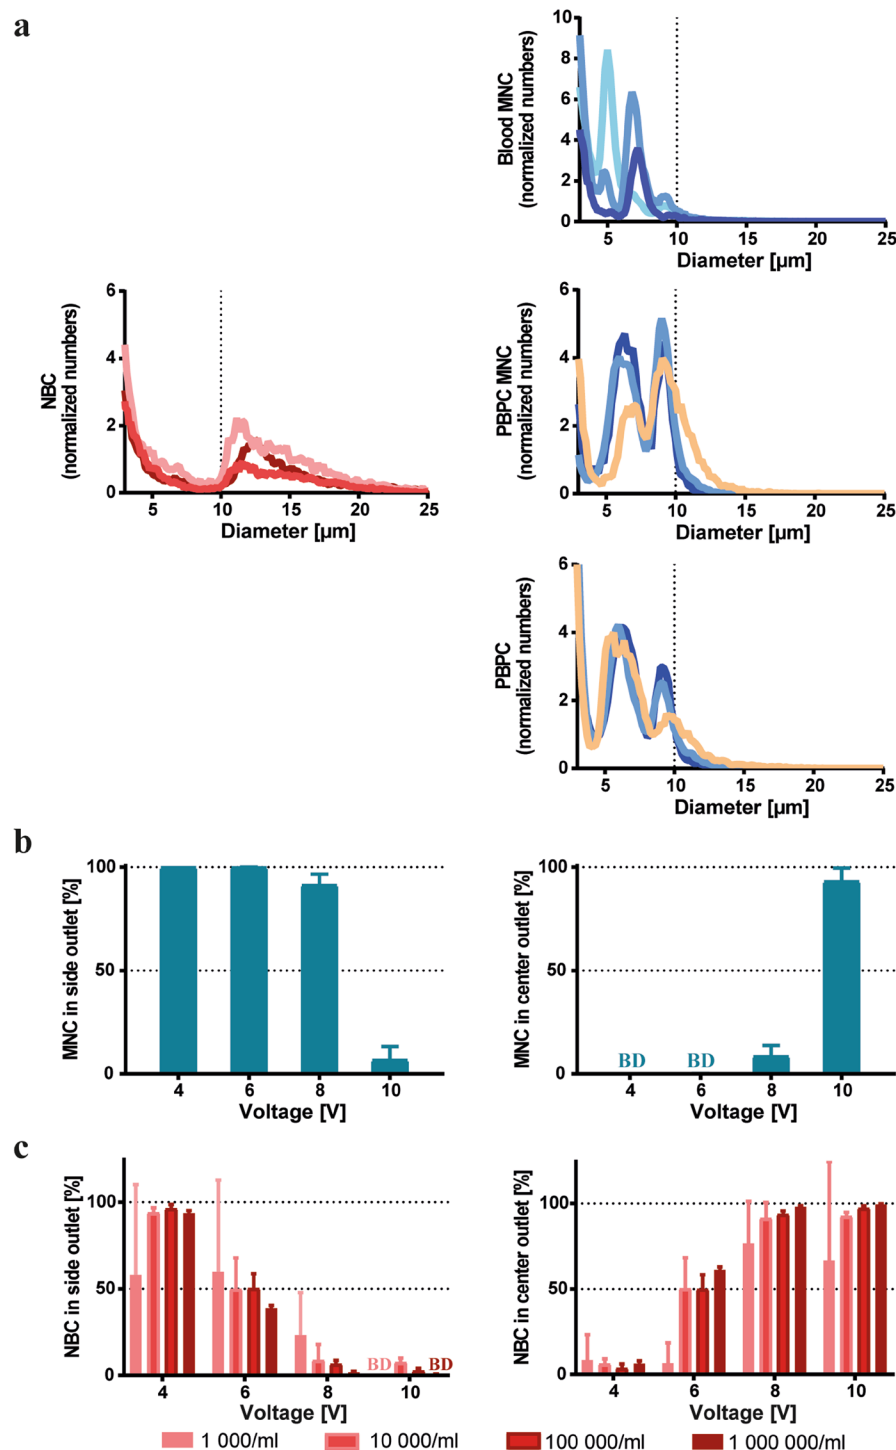 a
Blood MNC
(normalized numbers)
10
8
6
4
2
0
5 10 15 20 25
Diameter [µm]
NBC
(normalized numbers)
6
4
2
0
5 10 15 20 25
Diameter [µm]
PBPC MNC
(normalized numbers)
6
4
2
0
5 10 15 20 25
Diameter [µm]
PBPC
(normalized numbers)
6
4
2
0
5 10 15 20 25
Diameter [µm]
b
MNC in side outlet [%]
100
50
0
4 6 8 10
Voltage [V]
MNC in center outlet [%]
100
50
0
BD BD
4 6 8 10
Voltage [V]
c
NBC in side outlet [%]
100
50
0
BD BD
4 6 8 10
Voltage [V]
NBC in center outlet [%]
100
50
0
4 6 8 10
Voltage [V]
1 000/ml 10 000/ml 100 000/ml 1 000 000/ml